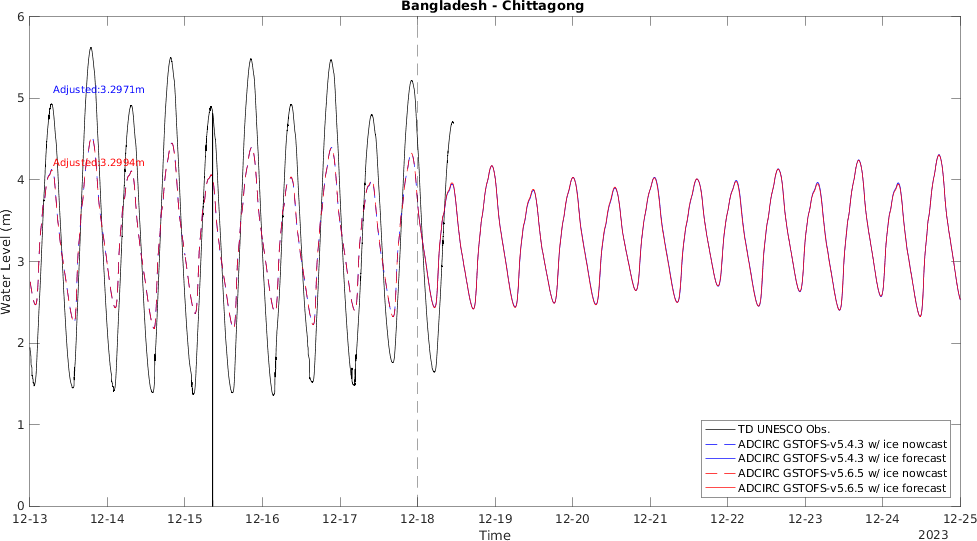 Bangladesh - Chittagong
6
5
4
3
2
1
0
Water Level (m)
Adjusted:3.2971m
Adjusted:3.2994m
TD UNESCO Obs.
ADCIRC GSTOFS-v5.4.3 w/ ice nowcast
ADCIRC GSTOFS-v5.4.3 w/ ice forecast
ADCIRC GSTOFS-v5.6.5 w/ ice nowcast
ADCIRC GSTOFS-v5.6.5 w/ ice forecast
12-13 12-14 12-15 12-16 12-17 12-18 12-19 12-20 12-21 12-22 12-23 12-24 12-25
Time
2023